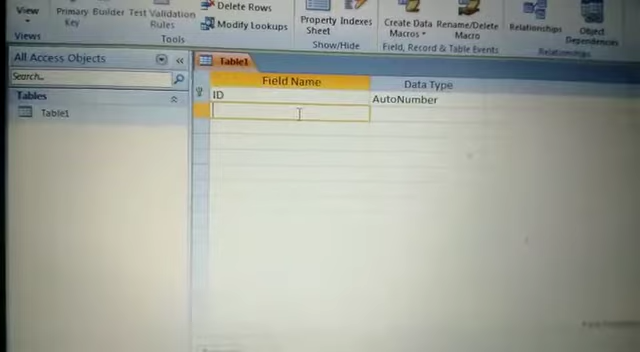 View
Views
Primary Key
Builder
Test Validation Rules
Delete Rows
Modify Lookups
Tools
Property Sheet
Indexes
Show/Hide
Create Data Macros
Rename/Delete Macro
Field, Record & Table Events
Relationships
Object Dependencies
Relationships
All Access Objects
Search...
Tables
Table1
Table1
Field Name
Data Type
ID
AutoNumber